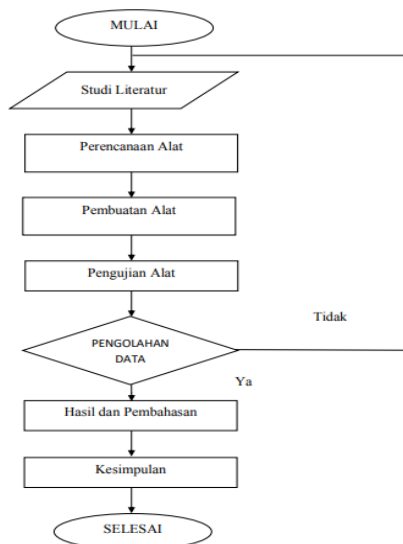 MULAI
Studi Literatur
Perencanaan Alat
Pembuatan Alat
Pengujian Alat
Tidak
PENGOLAHAN
DATA
Ya
Hasil dan Pembahasan
Kesimpulan
SELESAI